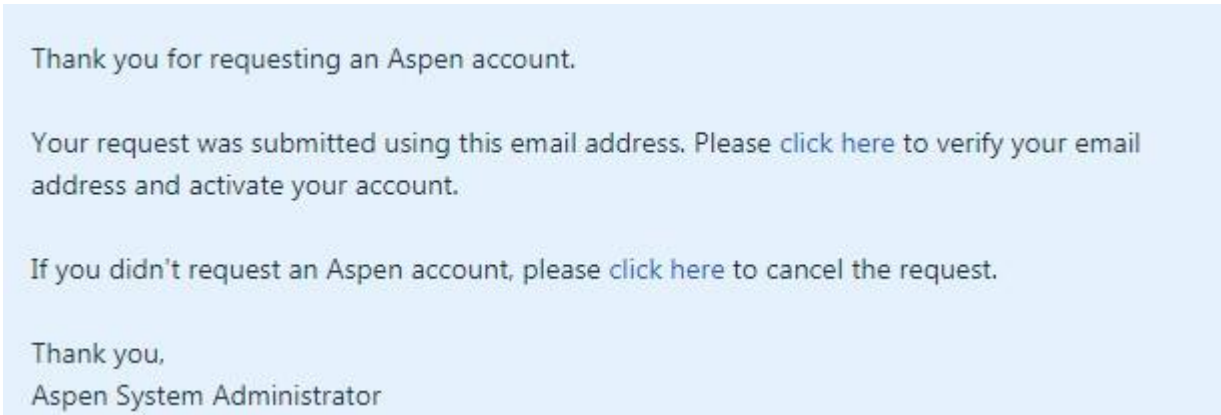 Thank you for requesting an Aspen account.
Your request was submitted using this email address. Please click here to verify your email
address and activate your account.
If you didn't request an Aspen account, please click here to cancel the request.
Thank you,
Aspen System Administrator